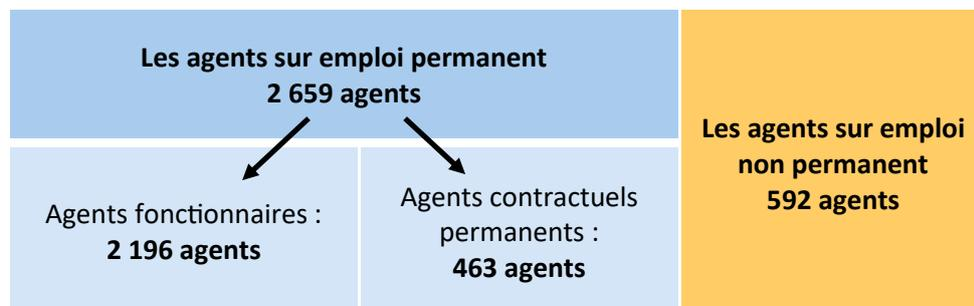 Les agents sur emploi permanent
2 659 agents
Agents fonctionnaires :
2 196 agents
Agents contractuels
permanents :
463 agents
Les agents sur emploi
non permanent
592 agents